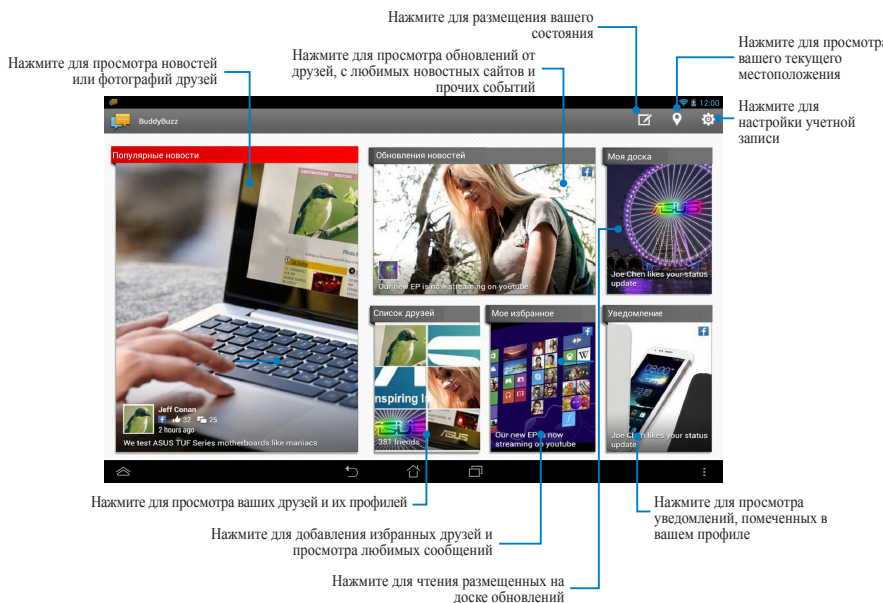 Нажмите для размещения вашего
состояния
Нажмите для просмотра
вашего текущего
местоположения
Нажмите для просмотра новостей
или фотографий друзей
Нажмите для просмотра обновлений от
друзей, с любимых новостных сайтов и
прочих событий
Нажмите для
настройки учетной
записи
12:00
BuddyBuzz
Популярные новости
Обновления новостей
Моя доска
ASUS
Joe Chen likes your status
update
Our new EP is now streaming on youtube
Список друзей
Мое избранное
Уведомление
nspiring I
ASUS
381 friends
Our new EP is now
streaming on youtube
Joe Chen likes your status
update
Jeff Conan
32 25
2 hours ago
We test ASUS TUF Series motherboards like maniacs
Нажмите для просмотра ваших друзей и их профилей
Нажмите для просмотра
уведомлений, помеченных в
вашем профиле
Нажмите для добавления избранных друзей и
просмотра любимых сообщений
Нажмите для чтения размещенных на
доске обновлений